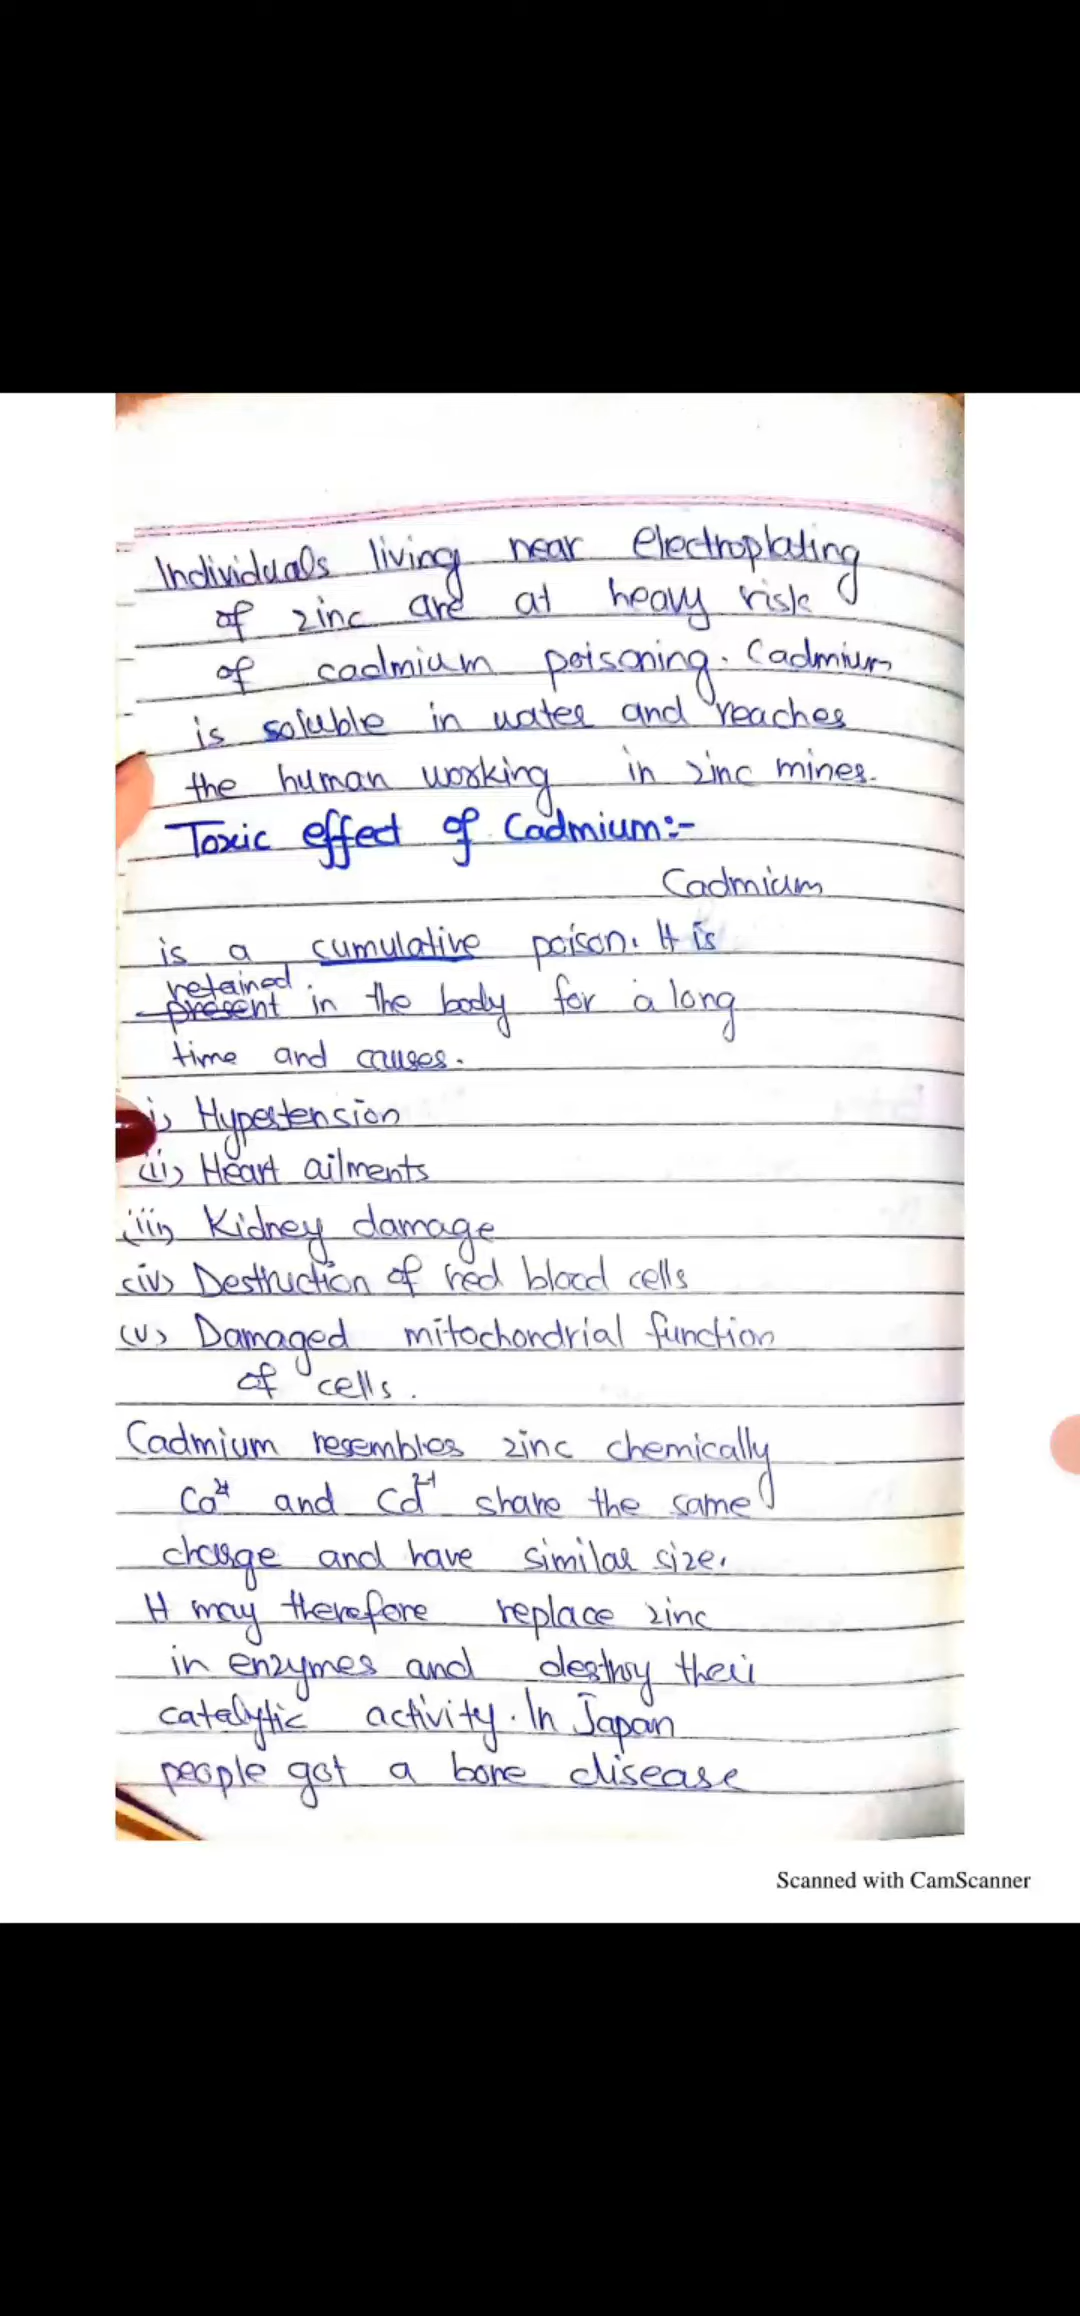 Individuals living near electroplating
of zinc are at heavy risk
of cadmium poisoning. Cadmium
is soluble in water and reaches
the human working in zinc mines.
Toxic effect of Cadmium:-
Cadmium
is a cumulative poison. It is
retained
present in the body for a long
time and causes.
i) Hypertension
(ii) Heart ailments
(iii) Kidney damage
(iv) Destruction of red blood cells
(v) Damaged mitochondrial function
of cells.
Cadmium resembles zinc chemically
Ca²⁺ and Cd²⁺ share the same
charge and have similar size.
It may therefore replace zinc
in enzymes and destroy their
catalytic activity. In Japan
people got a bone disease
Scanned with CamScanner